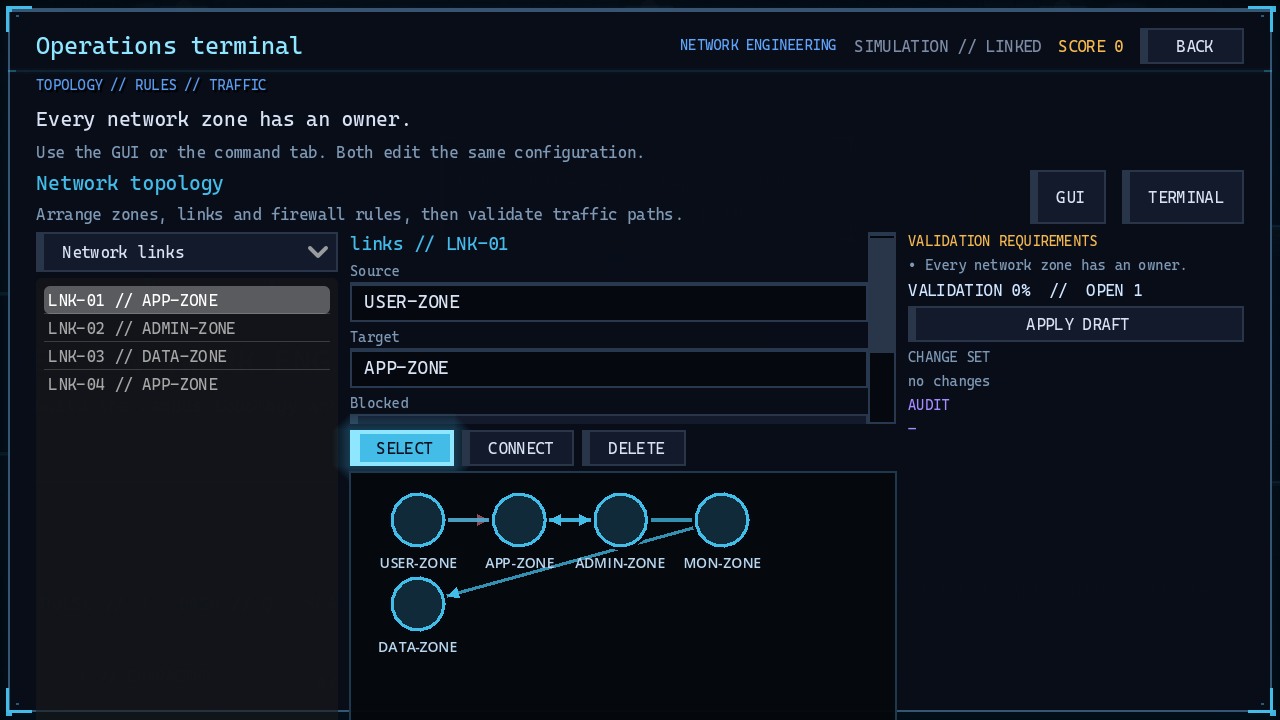 Operations terminal
NETWORK ENGINEERING
SIMULATION // LINKED
SCORE 0
BACK
TOPOLOGY // RULES // TRAFFIC
Every network zone has an owner.
Use the GUI or the command tab. Both edit the same configuration.
Network topology
Arrange zones, links and firewall rules, then validate traffic paths.
GUI
TERMINAL
Network links
LNK-01 // APP-ZONE
LNK-02 // ADMIN-ZONE
LNK-03 // DATA-ZONE
LNK-04 // APP-ZONE
links // LNK-01
Source
USER-ZONE
Target
APP-ZONE
Blocked
SELECT
CONNECT
DELETE
USER-ZONE
APP-ZONE
ADMIN-ZONE
MON-ZONE
DATA-ZONE
VALIDATION REQUIREMENTS
• Every network zone has an owner.
VALIDATION 0% // OPEN 1
APPLY DRAFT
CHANGE SET
no changes
AUDIT
—